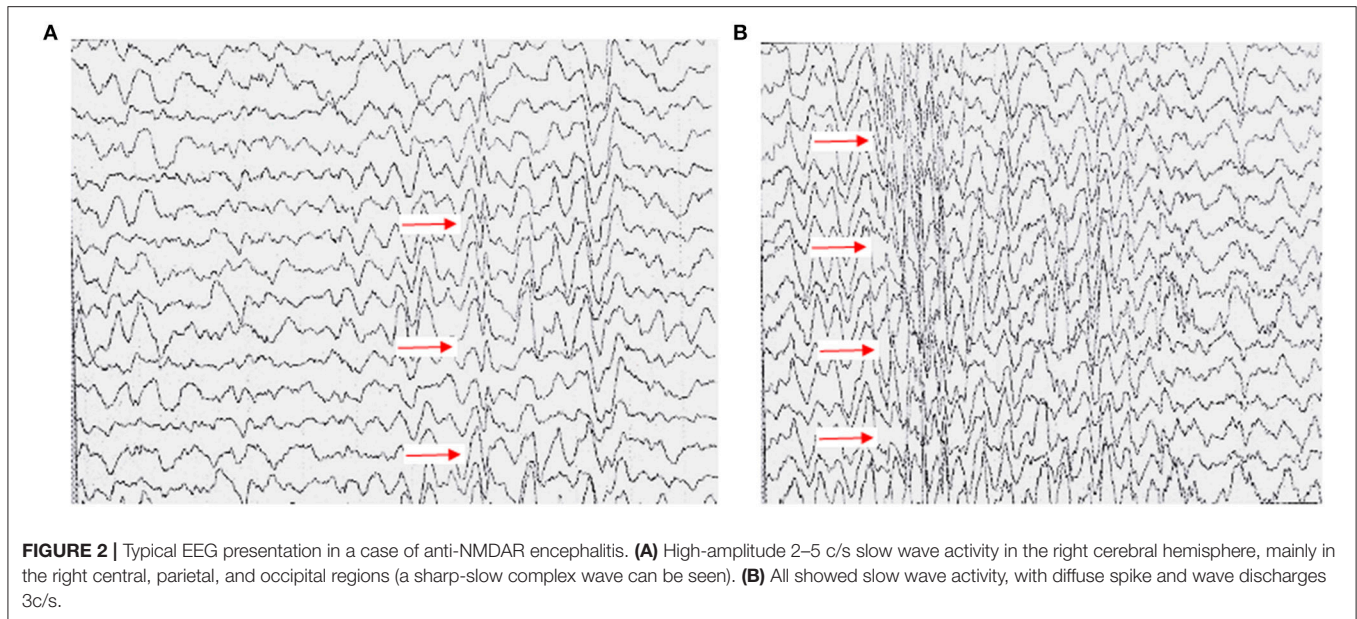 A
B
FIGURE 2 | Typical EEG presentation in a case of anti-NMDAR encephalitis. (A) High-amplitude 2–5 c/s slow wave activity in the right cerebral hemisphere, mainly in
the right central, parietal, and occipital regions (a sharp-slow complex wave can be seen). (B) All showed slow wave activity, with diffuse spike and wave discharges
3c/s.